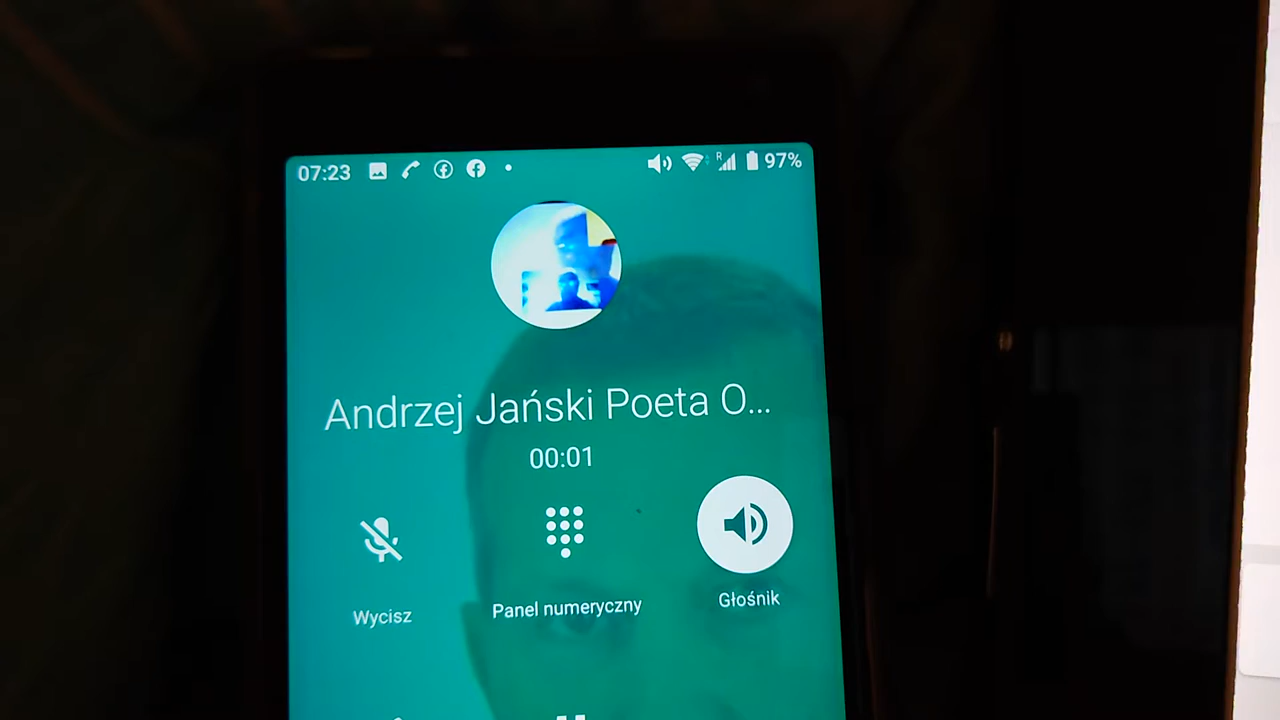 07:23 R 97%
Andrzej Jański Poeta O...
00:01
Wycisz Panel numeryczny Głośnik